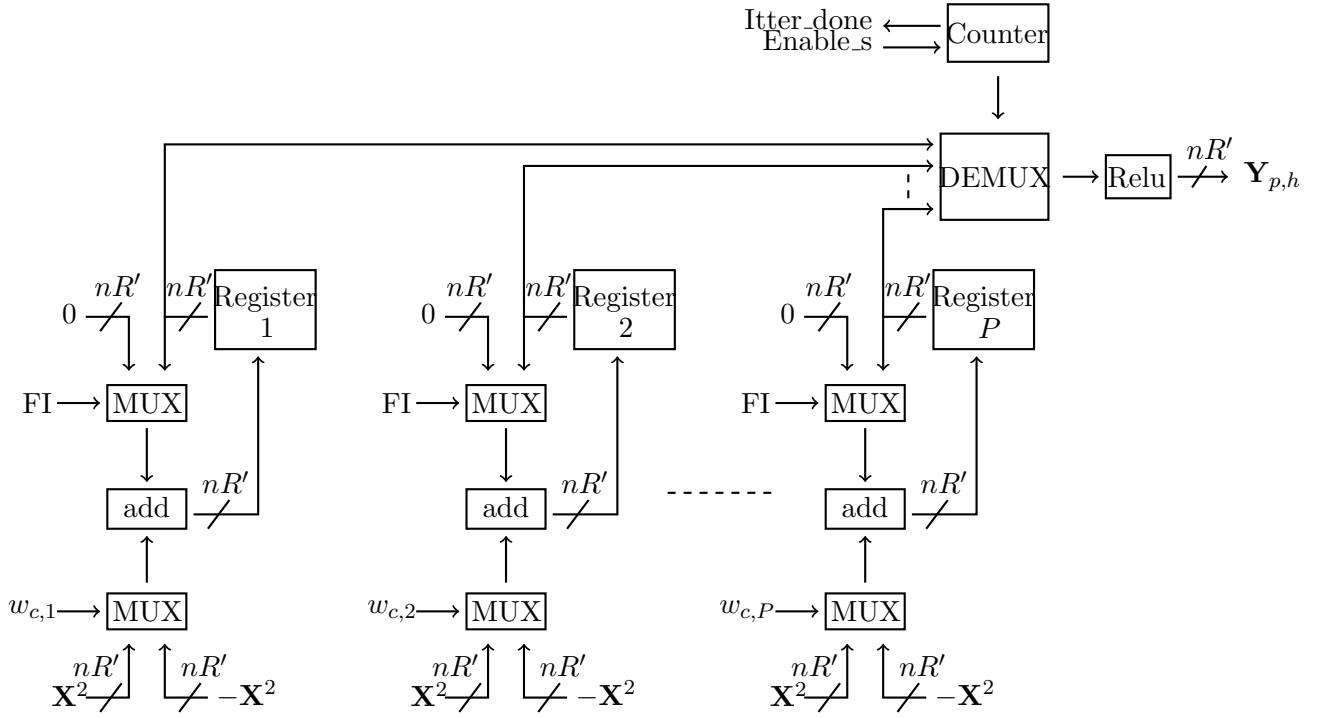 Itter_done
Enable_s
Counter
DEMUX
Relu
nR′
Y_{p,h}
nR′
nR′
nR′
nR′
nR′
nR′
0
Register
1
0
Register
2
0
Register
P
FI
MUX
FI
MUX
FI
MUX
nR′
nR′
nR′
add
add
add
w_{c,1}
MUX
w_{c,2}
MUX
w_{c,P}
MUX
nR′
nR′
nR′
nR′
nR′
nR′
X²
−X²
X²
−X²
X²
−X²